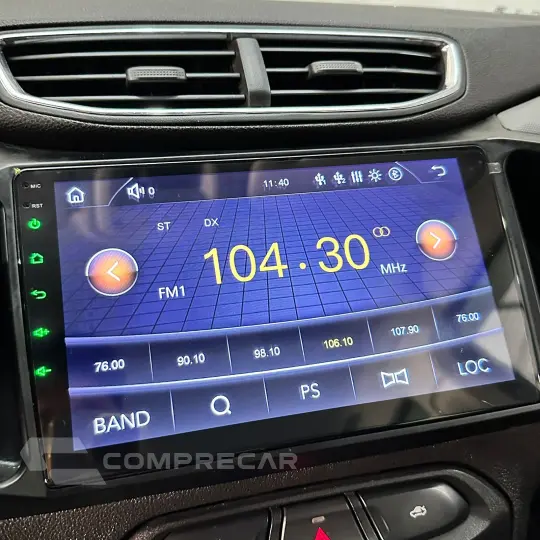 MIC
RST
0
11:40
ST DX
104.30
FM1
MHz
76.00 90.10 98.10 106.10 107.90 76.00
BAND PS LOC
COMPRECAR